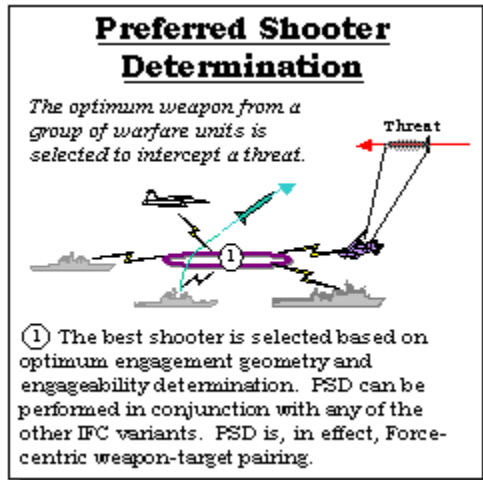 Preferred Shooter
Determination
The optimum weapon from a
group of warfare units is
selected to intercept a threat.
Threat
1
1 The best shooter is selected based on
optimum engagement geometry and
engageability determination. PSD can be
performed in conjunction with any of the
other IFC variants. PSD is, in effect, Force-
centric weapon-target pairing.